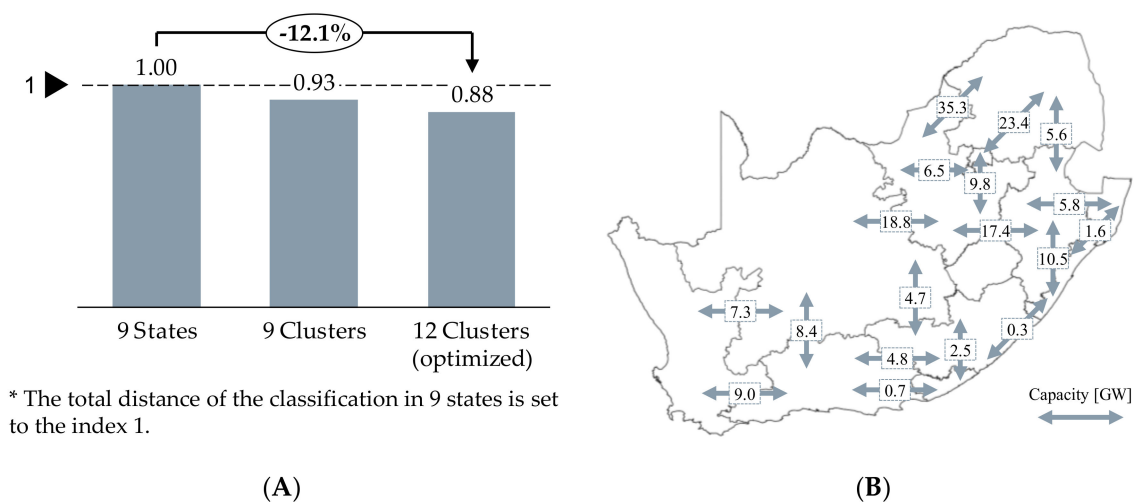 -12.1%
1
1.00
0.93
0.88
9 States
9 Clusters
12 Clusters
(optimized)
* The total distance of the classification in 9 states is set
to the index 1.
(A)
35.3
23.4
5.6
6.5
9.8
5.8
18.8
17.4
1.6
10.5
4.7
7.3
8.4
0.3
4.8
2.5
9.0
0.7
Capacity [GW]
(B)